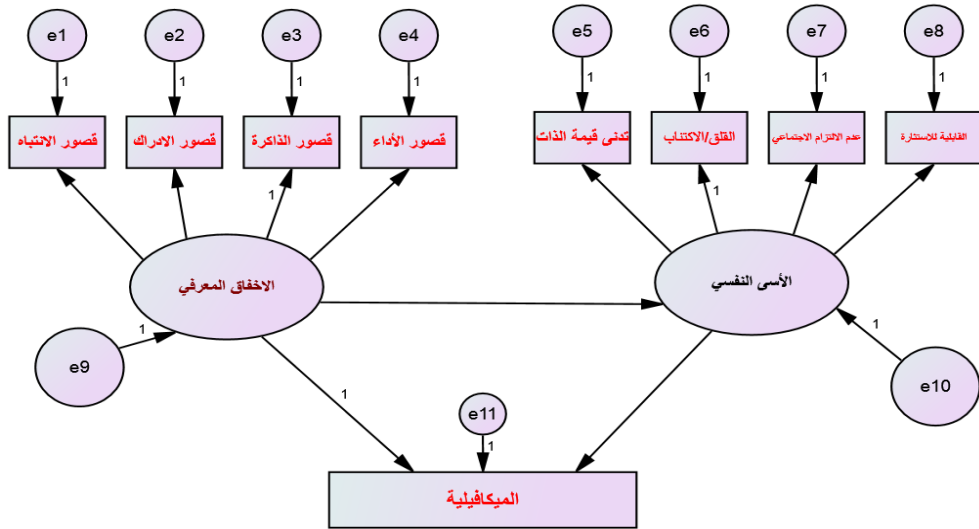 e1
e2
e3
e4
e5
e6
e7
e8
1
1
1
1
1
1
1
1
قصور الانتباه
قصور الادراك
قصور الذاكرة
قصور الأداء
تدنى قيمة الذات
القلق/الاكتئاب
عدم الالتزام الاجتماعي
القابلية للاستثارة
1
1
الاخفاق المعرفي
الأسى النفسي
1
1
e9
e10
1
e11
1
الميكافيلية